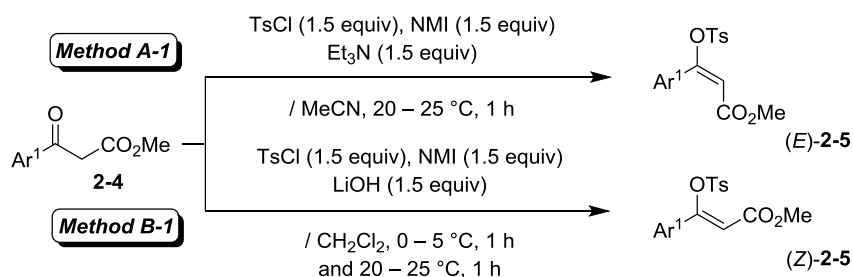 Method A-1
TsCl (1.5 equiv), NMI (1.5 equiv)
Et₃N (1.5 equiv)
/ MeCN, 20 – 25 °C, 1 h
OTs
Ar¹
CO₂Me
(E)-2-5
O
Ar¹
CO₂Me
2-4
Method B-1
TsCl (1.5 equiv), NMI (1.5 equiv)
LiOH (1.5 equiv)
/ CH₂Cl₂, 0 – 5 °C, 1 h
and 20 – 25 °C, 1 h
OTs
Ar¹
CO₂Me
(Z)-2-5